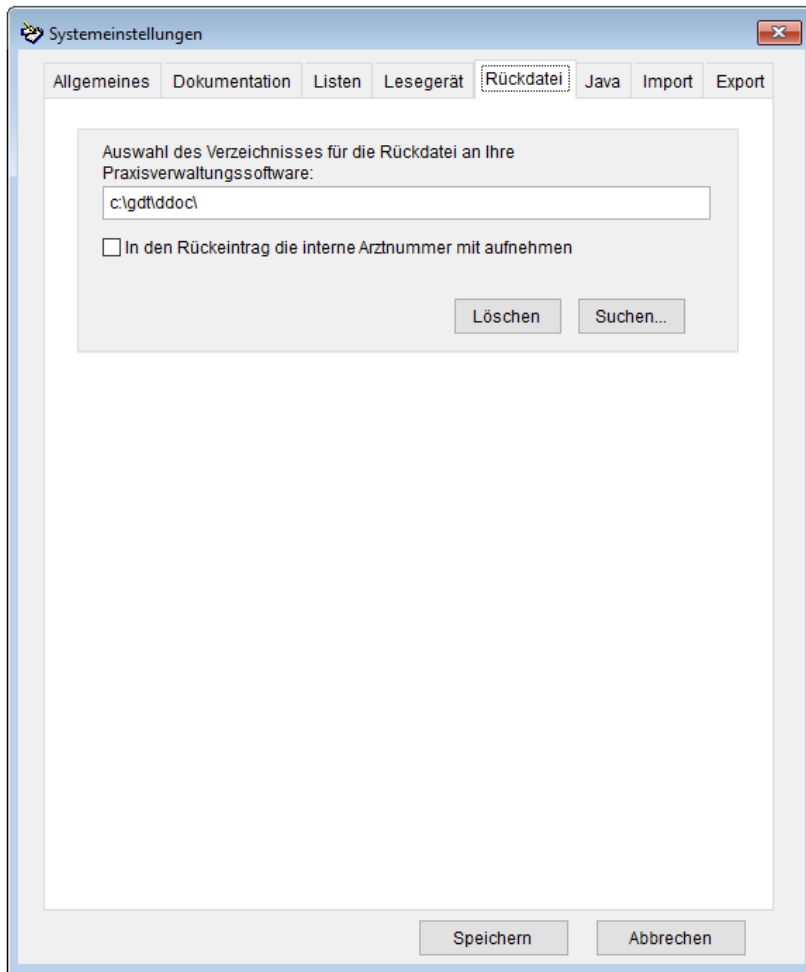 Systemeinstellungen
Allgemeines Dokumentation Listen Lesegerät Rückdatei Java Import Export
Auswahl des Verzeichnisses für die Rückdatei an Ihre
Praxisverwaltungssoftware:
c:\gdt\ddoc\
In den Rückeintrag die interne Arztnummer mit aufnehmen
Löschen Suchen...
Speichern Abbrechen